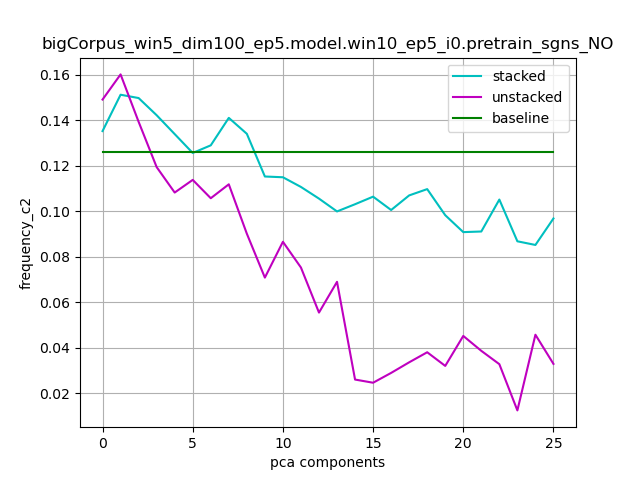 bigCorpus_win5_dim100_ep5.model.win10_ep5_i0.pretrain_sgns_NO
stacked
unstacked
baseline
0.16
0.14
0.12
0.10
0.08
0.06
0.04
0.02
frequency_c2
0 5 10 15 20 25
pca components